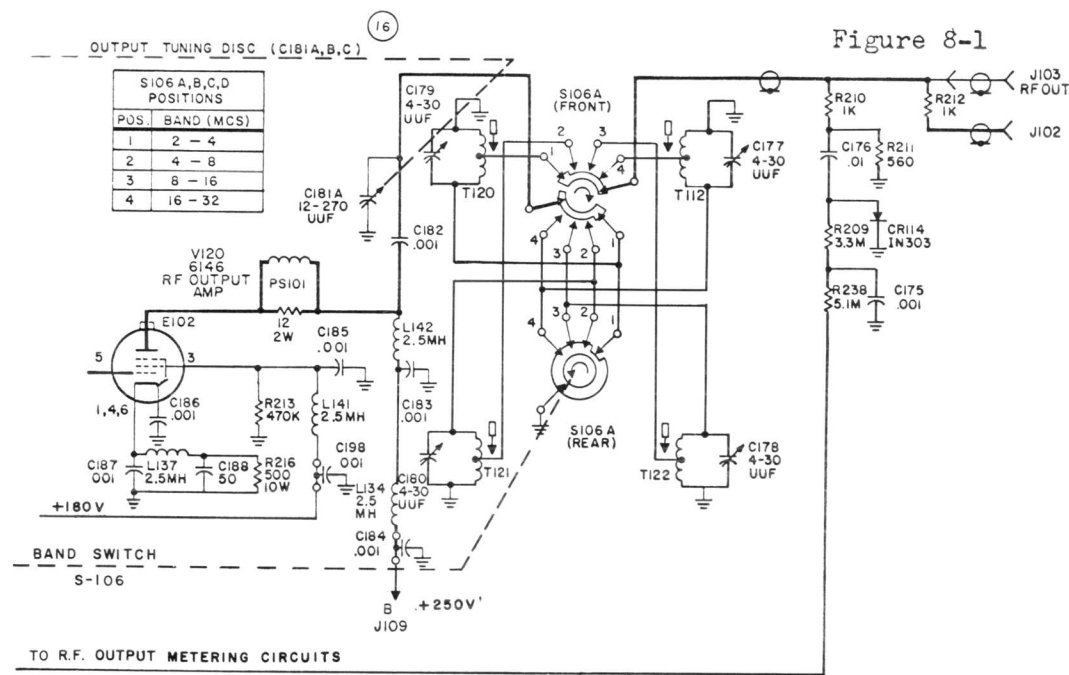 16
Figure 8-1
OUTPUT TUNING DISC (C181A,B,C)
S106 A,B,C,D
POSITIONS
POS. BAND (MCS)
1 2 – 4
2 4 – 8
3 8 – 16
4 16 – 32
C179
4-30
UUF
T120
C181A
12-270
UUF
C182
.001
S106A
(FRONT)
1
2
3
4
C177
4-30
UUF
T112
J103
RF OUT
R210
1K
R212
1K
J102
C176
.01
R211
560
R209
3.3M
CR114
IN303
R238
5.1M
C175
.001
V120
6146
RF OUTPUT
AMP
PS101
12
2W
E102
5
3
1,4,6
C185
.001
L142
2.5MH
C186
.001
R213
470K
L141
2.5MH
C183
.001
C187
001
L137
2.5MH
C188
50
R216
500
10W
C198
001
L134
2.5
MH
C180
4-30
UUF
T121
4
3
2
1
4
3
2
1
S106A
(REAR)
T122
C178
4-30
UUF
+180V
C184
.001
BAND SWITCH
S-106
B
J109
.+250V'
TO R.F. OUTPUT METERING CIRCUITS